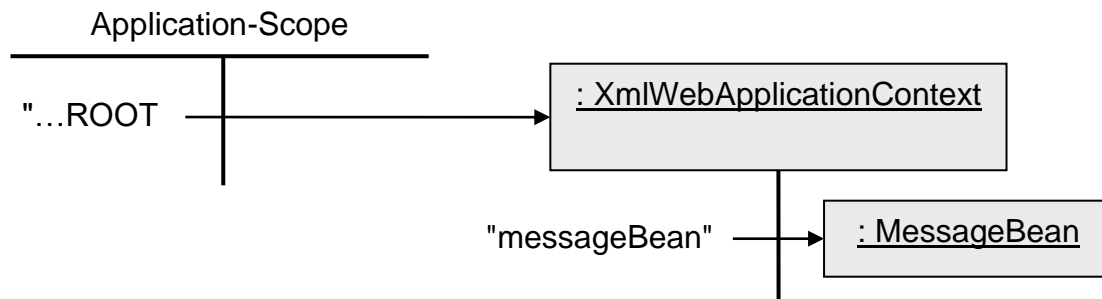 Application-Scope
"…ROOT
: XmlWebApplicationContext
"messageBean"
: MessageBean